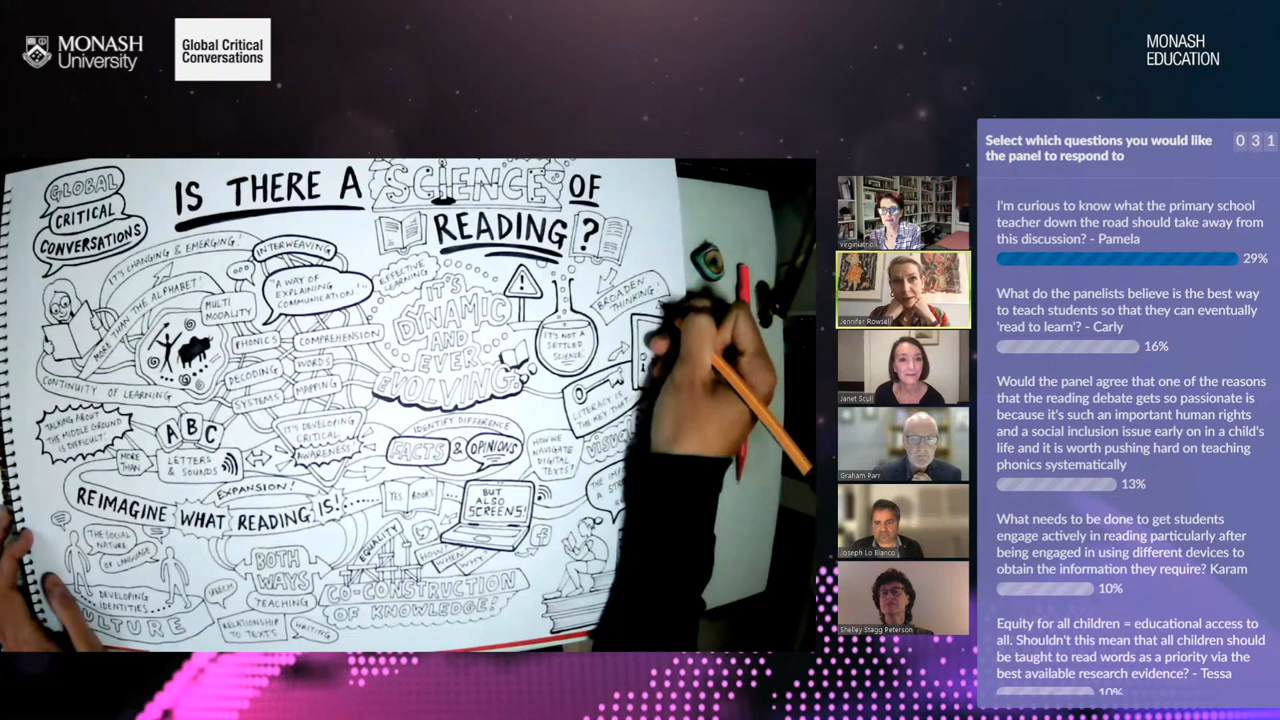 MONASH
University
Global Critical
Conversations
MONASH
EDUCATION
GLOBAL
CRITICAL
CONVERSATIONS
IS THERE A SCIENCE OF
READING?
IT'S CHANGING & EMERGING!
MORE THAN THE ALPHABET!
INTERWEAVING
"A WAY OF
EXPLAINING
COMMUNICATION!"
MULTI
MODALITY
PHONICS
COMPREHENSION
DECODING
WORDS
SYSTEMS
MAPPING
CONTINUITY OF LEARNING
EFFECTIVE
LEARNING
IT'S
DYNAMIC
AND
EVER
EVOLVING
IT'S NOT A
SETTLED
SCIENCE.
BROADEN
THINKING!
LITERACY IS
THE KEY THAT
"TALKING ABOUT
THE MIDDLE GROUND
IS DIFFICULT."
ABC
MORE
THAN
LETTERS
& SOUNDS
IT'S DEVELOPING
CRITICAL
AWARENESS
IDENTIFY DIFFERENCE
FACTS & OPINIONS
HOW WE
NAVIGATE
DIGITAL
TEXTS?
EXPANSION!
REIMAGINE WHAT READING IS!
YES BOOKS
BUT
ALSO
SCREENS!
THE SOCIAL
NATURE
OF LANGUAGE
DEVELOPING
IDENTITIES
CULTURE
BOTH
WAYS
TEACHING
SPEECH
RELATIONSHIP
TO TEXTS
WRITING
EQUALITY
HOW
WHEN
WHY
CO-CONSTRUCTION
OF KNOWLEDGE!
Jennifer Rowsell
Janet Scull
Graham Parr
Joseph Lo Bianco
Shelley Stagg Peterson
Select which questions you would like
the panel to respond to
0 3 1
I'm curious to know what the primary school
teacher down the road should take away from
this discussion? - Pamela
29%
What do the panelists believe is the best way
to teach students so that they can eventually
'read to learn'? - Carly
16%
Would the panel agree that one of the reasons
that the reading debate gets so passionate is
because it's such an important human rights
and a social inclusion issue early on in a child's
life and it is worth pushing hard on teaching
phonics systematically
13%
What needs to be done to get students
engage actively in reading particularly after
being engaged in using different devices to
obtain the information they require? Karam
10%
Equity for all children = educational access to
all. Shouldn't this mean that all children should
be taught to read words as a priority via the
best available research evidence? - Tessa
10%